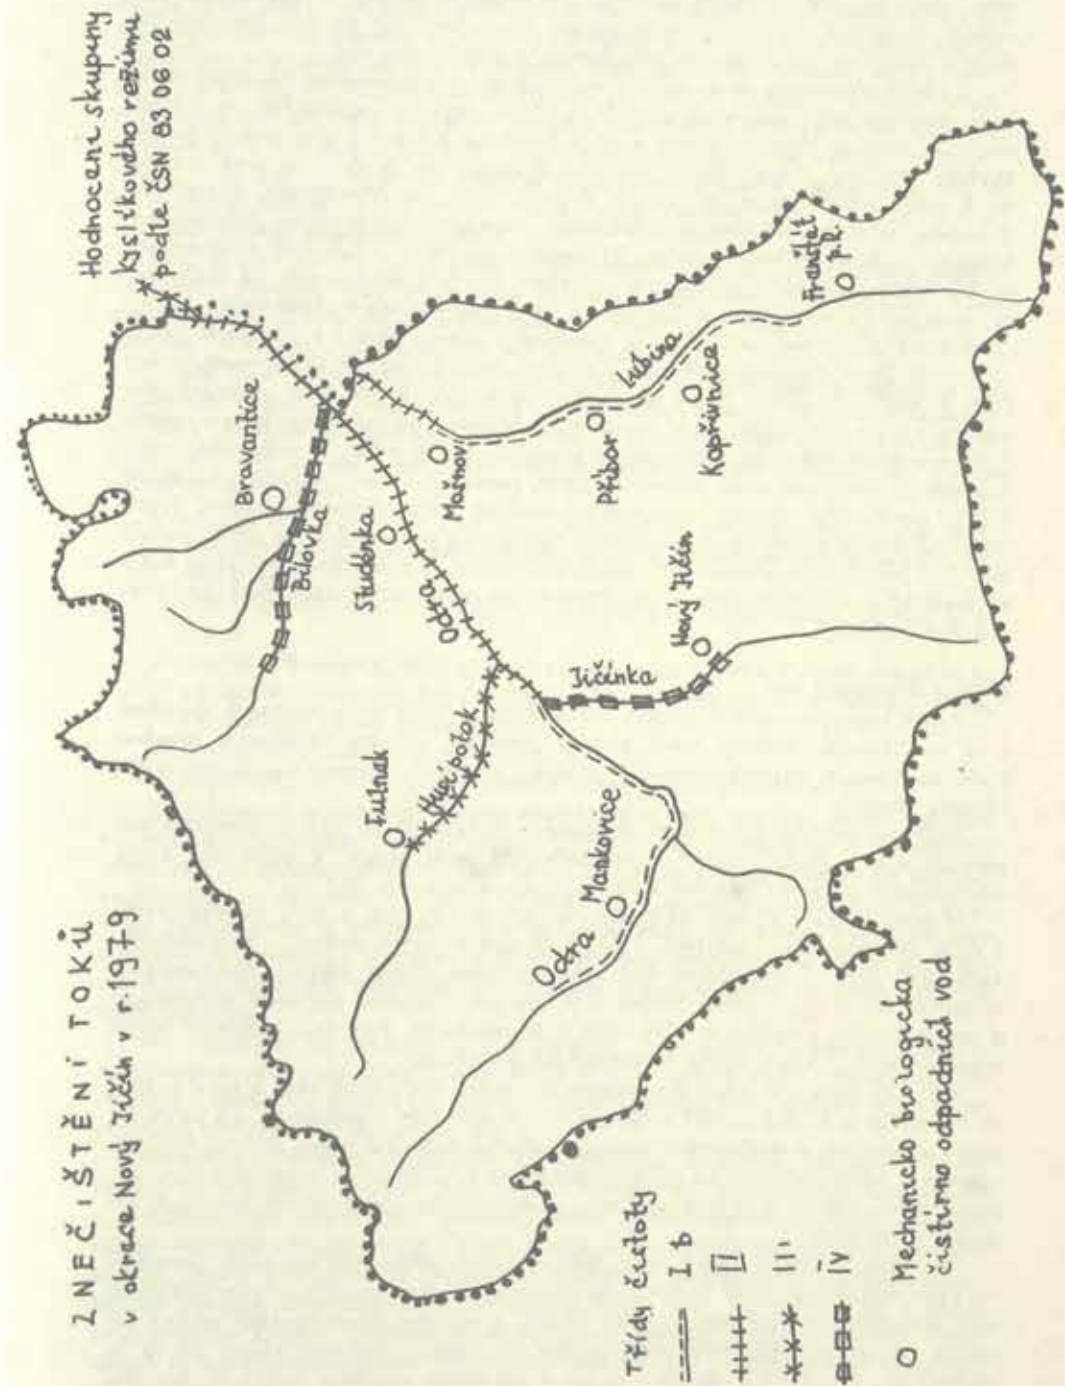 ZNEČIŠTĚNÍ TOKŮ
v okrese Nový Jičín v r. 1979
Hodnocení skupiny
kyslíkového režimu
podle ČSN 83 06 02
Bravantice
Bílovka
Studénka
Odra
Mošnov
Lubina
Příbor
Kopřivnice
Frenštát
p.R.
Fulnek
Husí potok
Jičínka
Nový Jičín
Mankovice
Odra
Třídy čistoty
I b
II
III
IV
Mechanicko biologická
čistírna odpadních vod